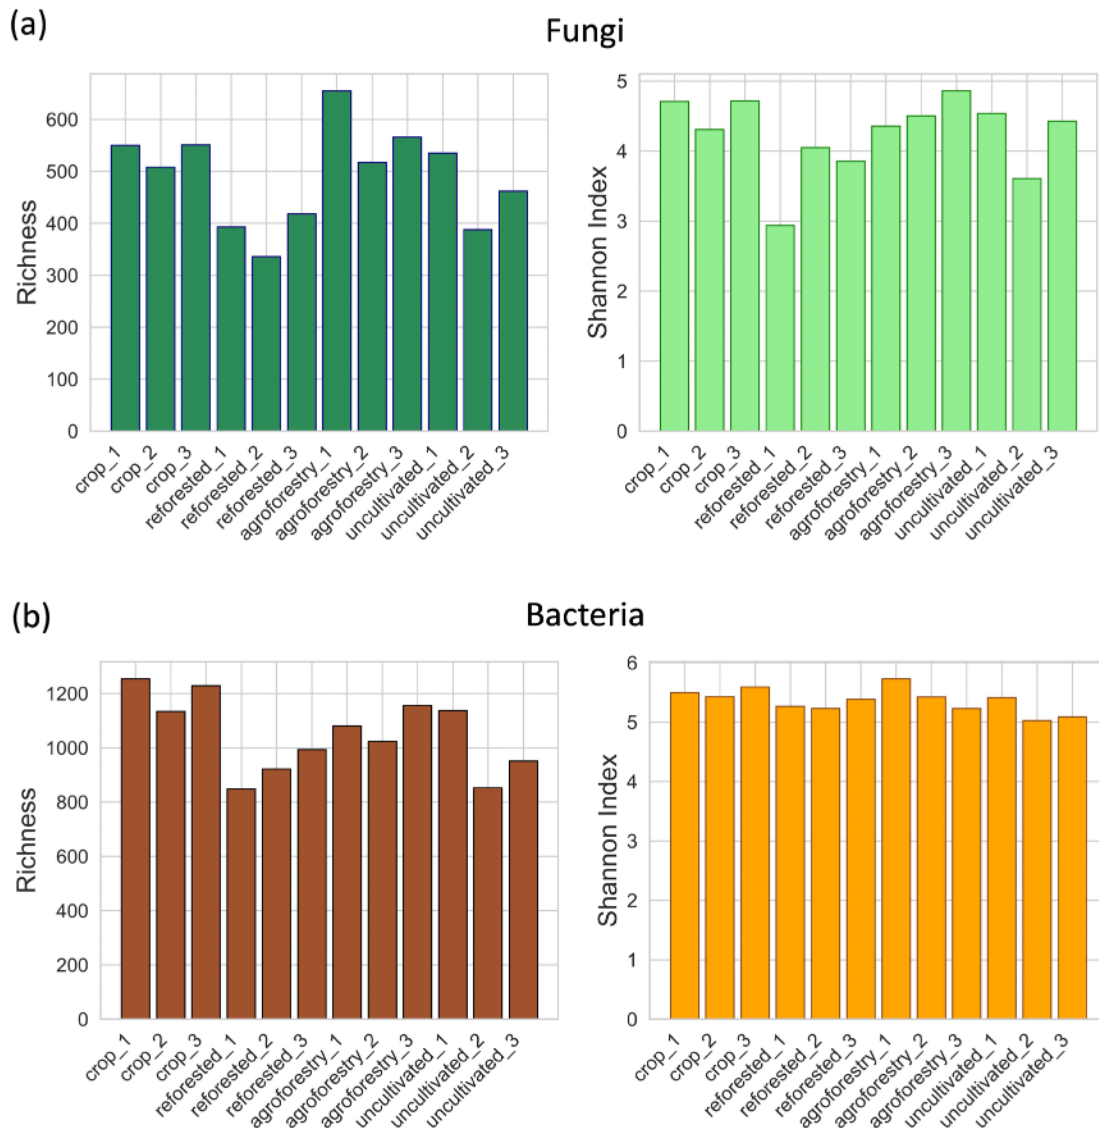 (a)
Fungi
Richness
600
500
400
300
200
100
0
crop_1
crop_2
crop_3
reforested_1
reforested_2
reforested_3
agroforestry_1
agroforestry_2
agroforestry_3
uncultivated_1
uncultivated_2
uncultivated_3
Shannon Index
5
4
3
2
1
0
crop_1
crop_2
crop_3
reforested_1
reforested_2
reforested_3
agroforestry_1
agroforestry_2
agroforestry_3
uncultivated_1
uncultivated_2
uncultivated_3
(b)
Bacteria
Richness
1200
1000
800
600
400
200
0
crop_1
crop_2
crop_3
reforested_1
reforested_2
reforested_3
agroforestry_1
agroforestry_2
agroforestry_3
uncultivated_1
uncultivated_2
uncultivated_3
Shannon Index
6
5
4
3
2
1
0
crop_1
crop_2
crop_3
reforested_1
reforested_2
reforested_3
agroforestry_1
agroforestry_2
agroforestry_3
uncultivated_1
uncultivated_2
uncultivated_3